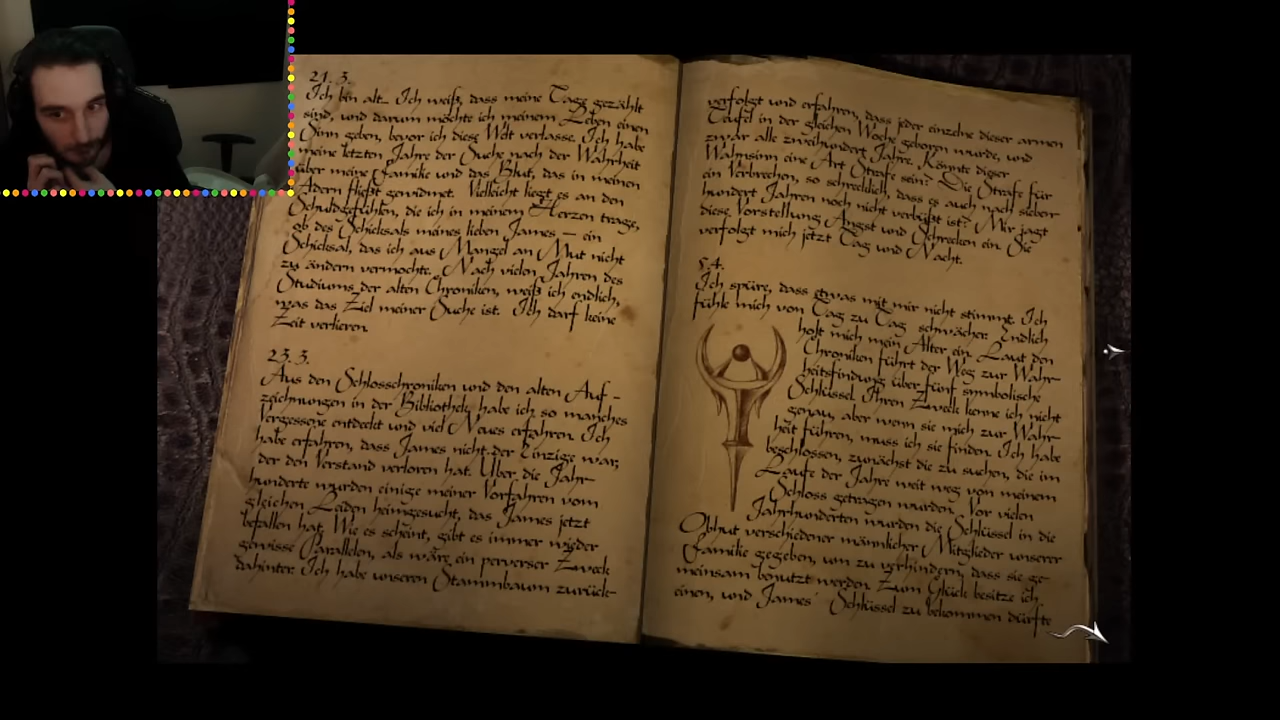 21. 3.
Ich bin alt. Ich weiß, dass meine Tage gezählt
sind, und darum möchte ich meinem Leben einen
Sinn geben, bevor ich diese Welt verlasse. Ich habe
meine letzten Jahre der Suche nach der Wahrheit
über meine Familie und das Blut, das in meinen
Adern fließt gewidmet. Vielleicht liegt es an den
Schuldgefühlen, die ich in meinem Herzen trage,
ob des Schicksals meines lieben James – ein
Schicksal, das ich aus Mangel an Mut nicht
zu ändern vermochte. Nach vielen Jahren des
Studiums der alten Chroniken, weiß ich endlich,
was das Ziel meiner Suche ist. Ich darf keine
Zeit verlieren.
23. 3.
Aus den Schlosschroniken und den alten Auf-
zeichnungen in der Bibliothek habe ich so manches
Vergessene entdeckt und viel Neues erfahren. Ich
habe erfahren, dass James nicht der Einzige war,
der den Verstand verloren hat. Über die Jahr-
hunderte wurden einige meiner Vorfahren vom
gleichen Leiden heimgesucht, das James jetzt
befallen hat. Wie es scheint, gibt es immer wieder
gewisse Parallelen, als wäre ein perverser Zweck
dahinter. Ich habe unseren Stammbaum zurück-
verfolgt und erfahren, dass jeder einzelne dieser armen
Teufel in der gleichen Woche geboren wurde, und
zwar alle zweihundert Jahre. Könnte dieser
Wahnsinn eine Art Strafe sein? Die Strafe für
ein Verbrechen, so schrecklich, dass es auch nach sieben-
hundert Jahren noch nicht verbüßt ist? Mir jagt
diese Vorstellung Angst und Schrecken ein. Sie
verfolgt mich jetzt Tag und Nacht.
5.4.
Ich spüre, dass etwas mit mir nicht stimmt. Ich
fühle mich von Tag zu Tag schwächer. Endlich
holt mich mein Alter ein. Laut den
Chroniken führt der Weg zur Wahr-
heitsfindung über fünf symbolische
Schlüssel. Ihren Zweck kenne ich nicht
genau, aber wenn sie mich zur Wahr-
heit führen, muss ich sie finden. Ich habe
beschlossen, zunächst die zu suchen, die im
Laufe der Jahre weit weg von meinem
Schloss getragen wurden. Vor vielen
Jahrhunderten wurden die Schlüssel in die
Obhut verschiedener männlicher Mitglieder unserer
Familie gegeben, um zu verhindern, dass sie ge-
meinsam benutzt werden. Zum Glück besitze ich
einen, und James' Schlüssel zu bekommen dürfte